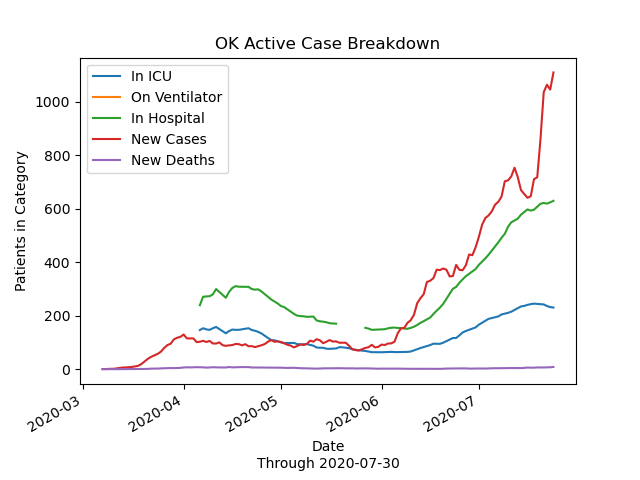 OK Active Case Breakdown
In ICU
On Ventilator
In Hospital
New Cases
New Deaths
Patients in Category
1000
800
600
400
200
0
2020-03
2020-04
2020-05
2020-06
2020-07
Date
Through 2020-07-30